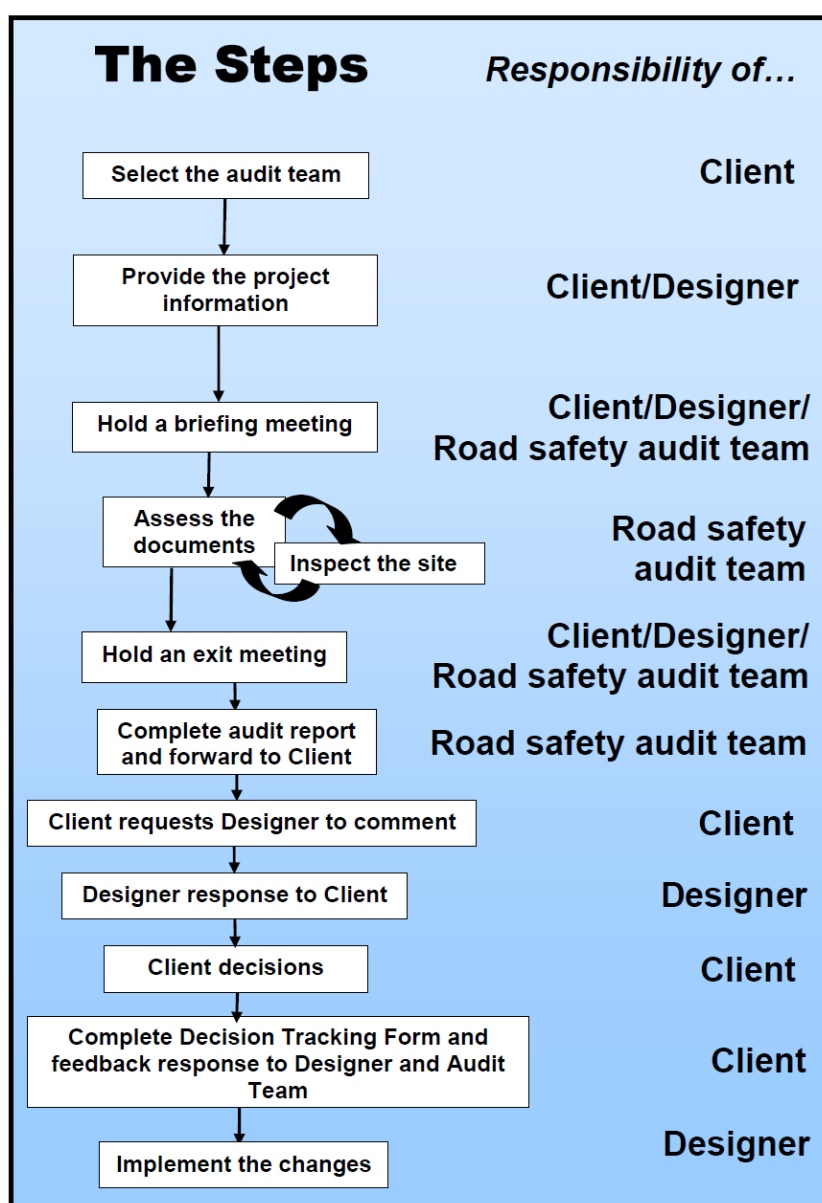 The Steps
Responsibility of…
Select the audit team
Client
Provide the project
information
Client/Designer
Hold a briefing meeting
Client/Designer/
Road safety audit team
Assess the
documents
Inspect the site
Road safety
audit team
Hold an exit meeting
Client/Designer/
Road safety audit team
Complete audit report
and forward to Client
Road safety audit team
Client requests Designer to comment
Client
Designer response to Client
Designer
Client decisions
Client
Complete Decision Tracking Form and
feedback response to Designer and Audit
Team
Client
Implement the changes
Designer